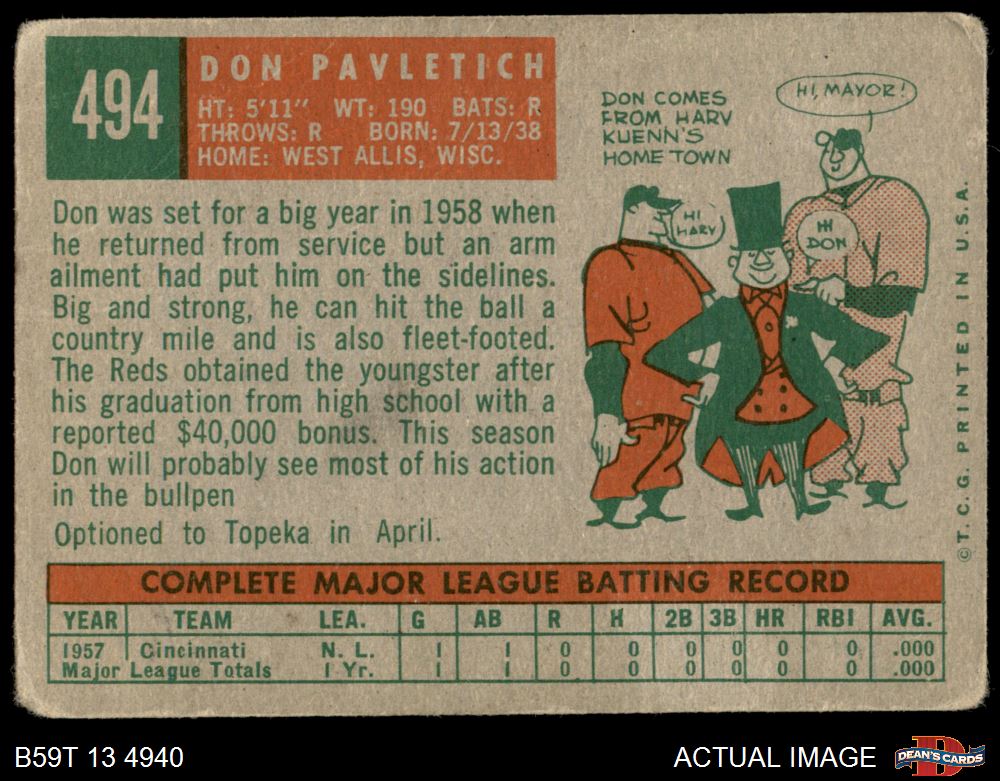 494
DON PAVLETICH
HT: 5'11" WT: 190 BATS: R
THROWS: R BORN: 7/13/38
HOME: WEST ALLIS, WISC.
Don was set for a big year in 1958 when
he returned from service but an arm
ailment had put him on the sidelines.
Big and strong, he can hit the ball a
country mile and is also fleet-footed.
The Reds obtained the youngster after
his graduation from high school with a
reported $40,000 bonus. This season
Don will probably see most of his action
in the bullpen
Optioned to Topeka in April.
DON COMES
FROM HARV
KUENN'S
HOME TOWN
HI, MAYOR!
HI
HARV
HI
DON
©T.C.G. PRINTED IN U.S.A.
COMPLETE MAJOR LEAGUE BATTING RECORD
YEAR TEAM LEA. G AB R H 2B 3B HR RBI AVG.
1957 Cincinnati N. L. 1 1 0 0 0 0 0 0 .000
Major League Totals 1 Yr. 1 1 0 0 0 0 0 0 .000
B59T 13 4940
ACTUAL IMAGE
D
DEAN'S CARDS